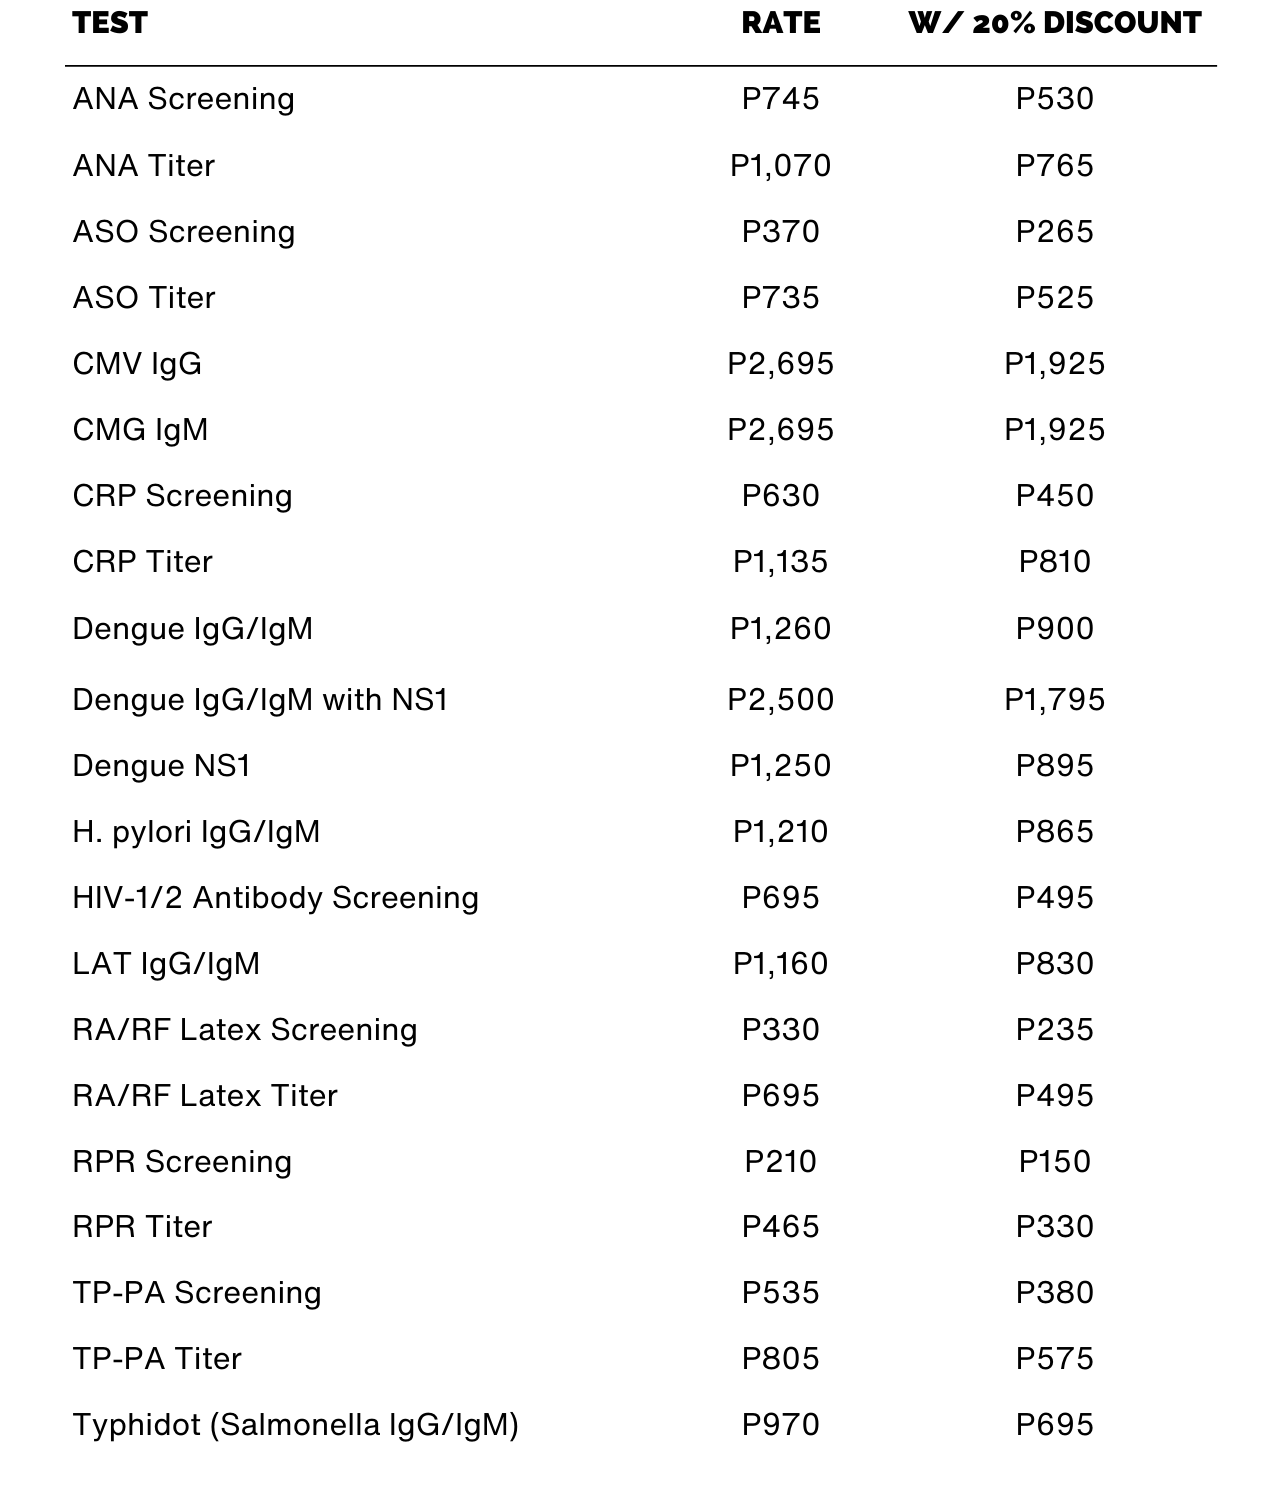 TEST RATE W/ 20% DISCOUNT
ANA Screening P745 P530
ANA Titer P1,070 P765
ASO Screening P370 P265
ASO Titer P735 P525
CMV IgG P2,695 P1,925
CMG IgM P2,695 P1,925
CRP Screening P630 P450
CRP Titer P1,135 P810
Dengue IgG/IgM P1,260 P900
Dengue IgG/IgM with NS1 P2,500 P1,795
Dengue NS1 P1,250 P895
H. pylori IgG/IgM P1,210 P865
HIV-1/2 Antibody Screening P695 P495
LAT IgG/IgM P1,160 P830
RA/RF Latex Screening P330 P235
RA/RF Latex Titer P695 P495
RPR Screening P210 P150
RPR Titer P465 P330
TP-PA Screening P535 P380
TP-PA Titer P805 P575
Typhidot (Salmonella IgG/IgM) P970 P695